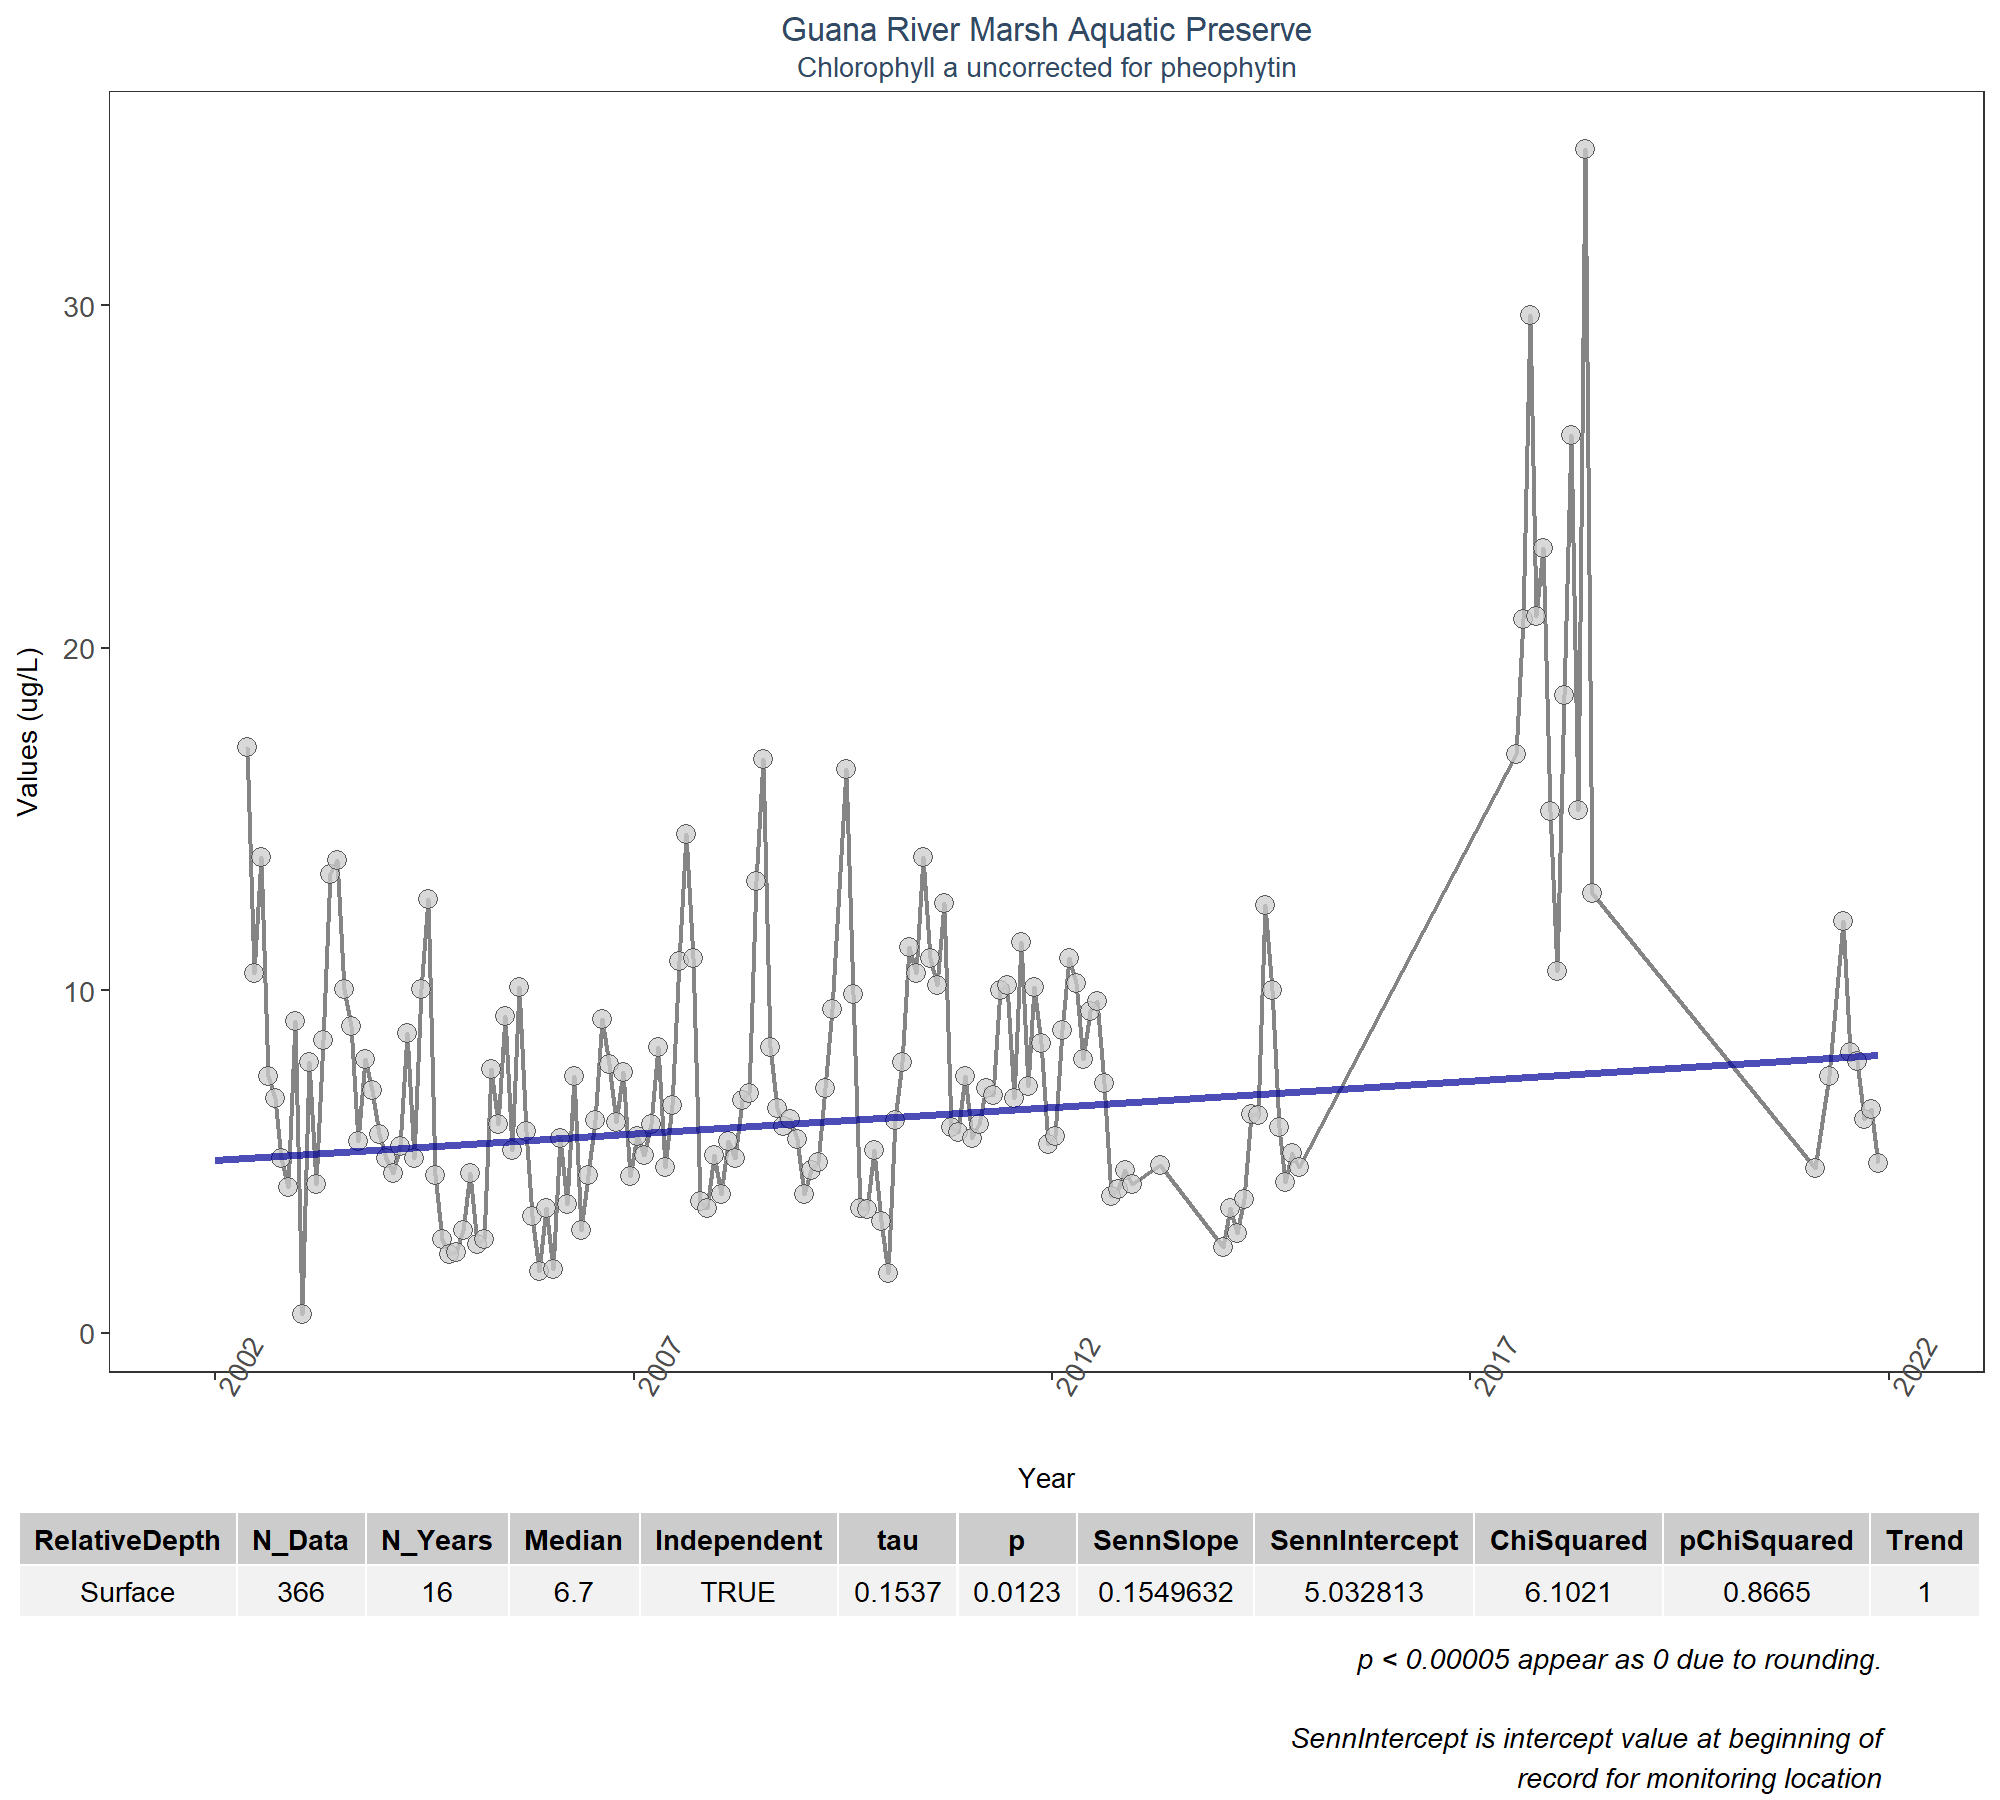 Guana River Marsh Aquatic Preserve
Chlorophyll a uncorrected for pheophytin
Values (ug/L)
30
20
10
0
2002 2007 2012 2017 2022
Year
RelativeDepth N_Data N_Years Median Independent tau p SennSlope SennIntercept ChiSquared pChiSquared Trend
Surface 366 16 6.7 TRUE 0.1537 0.0123 0.1549632 5.032813 6.1021 0.8665 1
p < 0.00005 appear as 0 due to rounding.
SennIntercept is intercept value at beginning of
record for monitoring location